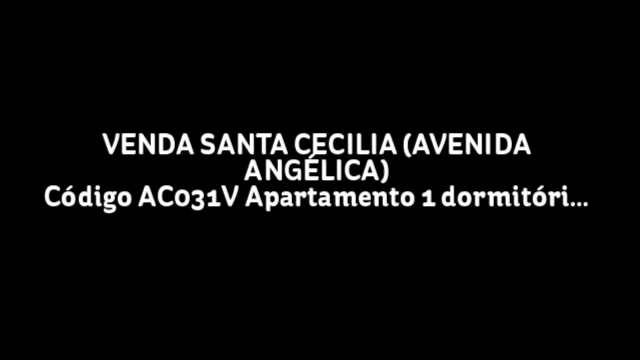 VENDA SANTA CECILIA (AVENIDA
ANGÉLICA)
Código AC031V Apartamento 1 dormitóri...